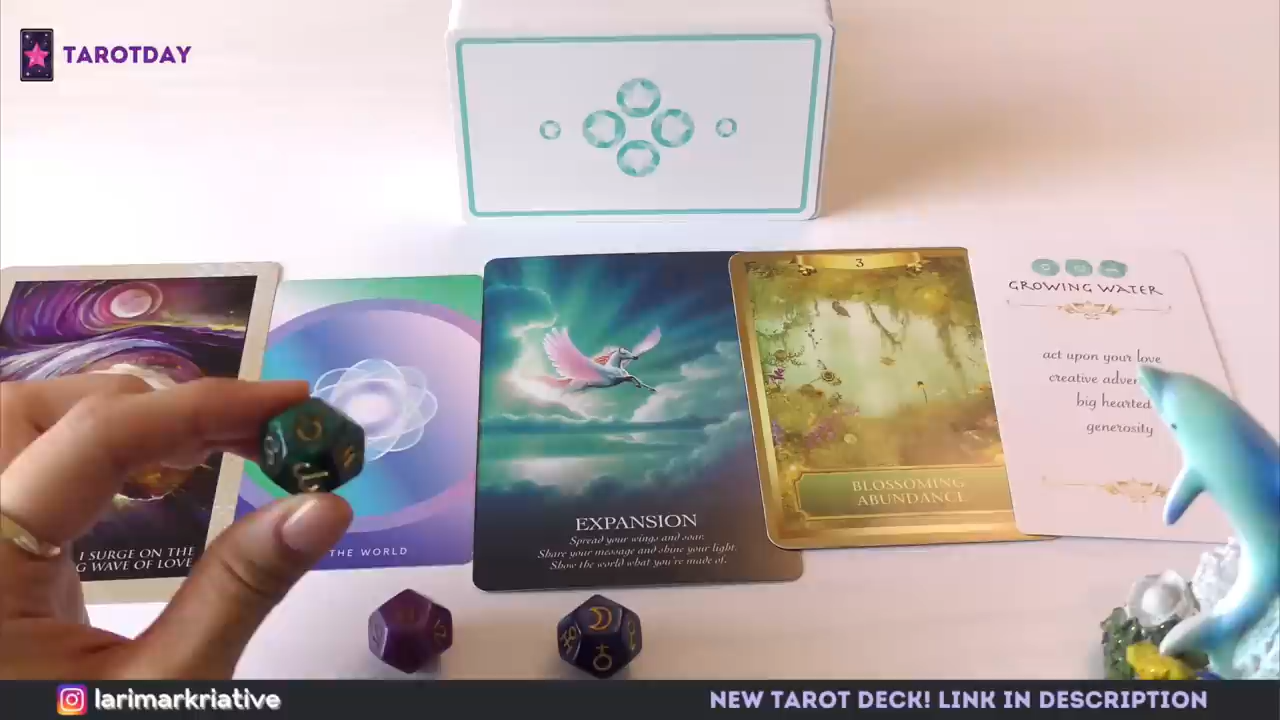 TAROTDAY
I SURGE ON THE
G WAVE OF LOVE
THE WORLD
EXPANSION
Spread your wings and soar.
Share your message and shine your light.
Show the world what you're made of.
3
BLOSSOMING
ABUNDANCE
GROWING WATER
act upon your love
creative adven
big hearted
generosity
larimarkriative
NEW TAROT DECK! LINK IN DESCRIPTION